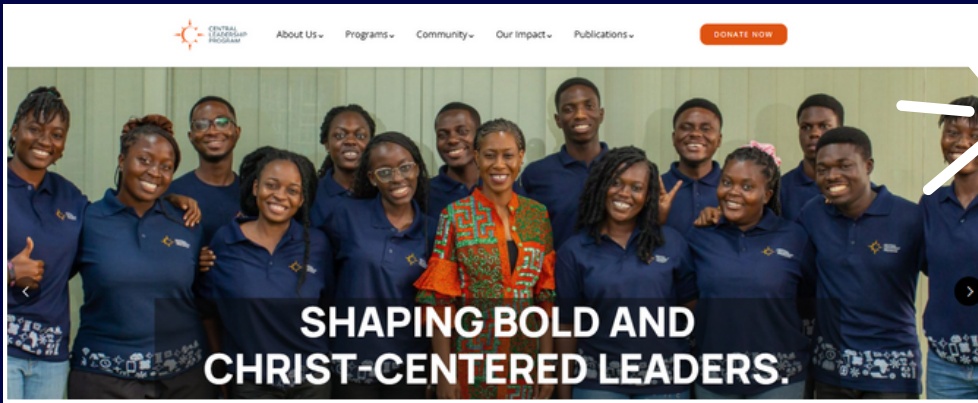 CENTRAL
LEADERSHIP
PROGRAM
About Us
Programs
Community
Our Impact
Publications
DONATE NOW
SHAPING BOLD AND
CHRIST-CENTERED LEADERS.